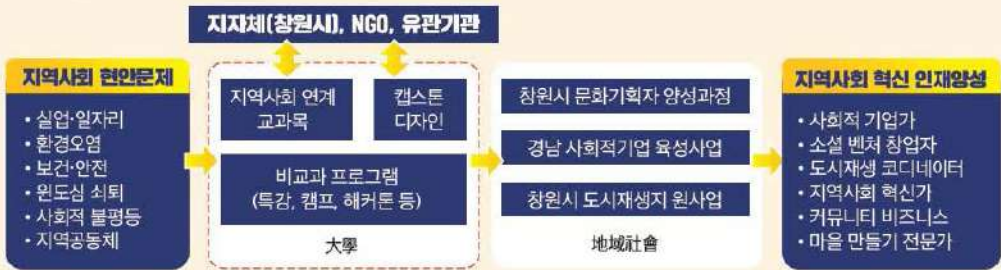 지자체(창원시), NGO, 유관기관
지역사회 현안문제
• 실업·일자리
• 환경오염
• 보건·안전
• 원도심 쇠퇴
• 사회적 불평등
• 지역공동체
지역사회 연계
교과목
캡스톤
디자인
비교과 프로그램
(특강, 캠프, 해커톤 등)
大學
창원시 문화기획자 양성과정
경남 사회적기업 육성사업
창원시 도시재생지 원사업
地域社會
지역사회 혁신 인재양성
• 사회적 기업가
• 소셜 벤처 창업자
• 도시재생 코디네이터
• 지역사회 혁신가
• 커뮤니티 비즈니스
• 마을 만들기 전문가